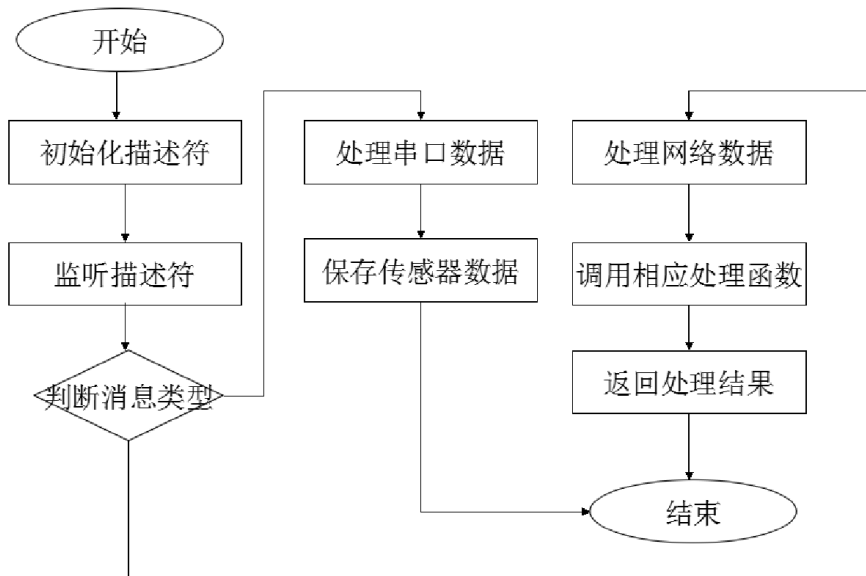 开始
初始化描述符
监听描述符
判断消息类型
处理串口数据
保存传感器数据
处理网络数据
调用相应处理函数
返回处理结果
结束